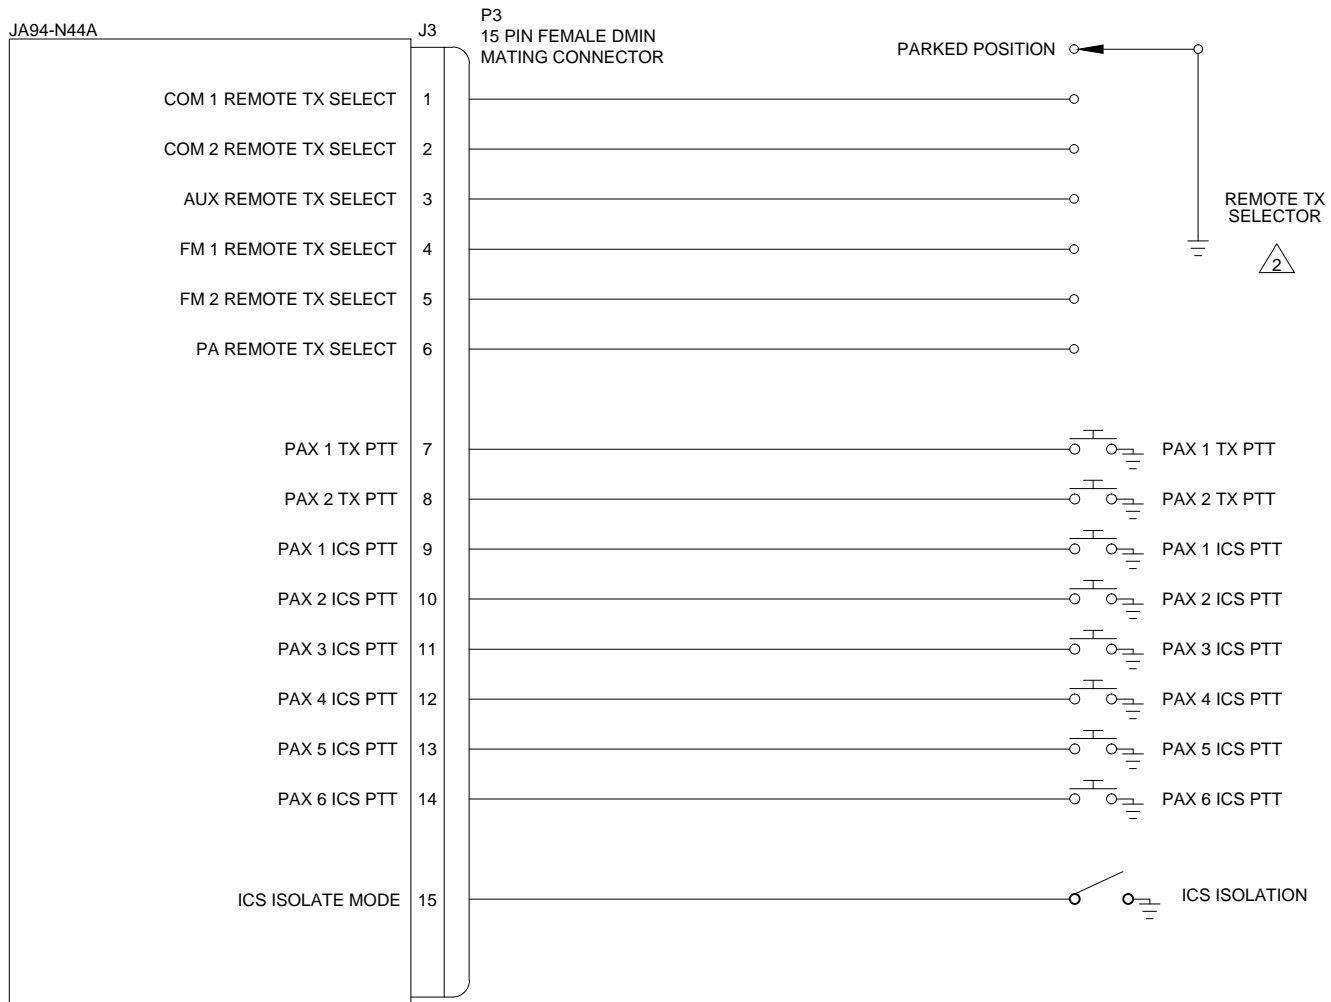 JA94-N44A
J3
P3
15 PIN FEMALE DMIN
MATING CONNECTOR
PARKED POSITION
COM 1 REMOTE TX SELECT 1
COM 2 REMOTE TX SELECT 2
AUX REMOTE TX SELECT 3
REMOTE TX
SELECTOR
FM 1 REMOTE TX SELECT 4
2
FM 2 REMOTE TX SELECT 5
PA REMOTE TX SELECT 6
PAX 1 TX PTT 7 PAX 1 TX PTT
PAX 2 TX PTT 8 PAX 2 TX PTT
PAX 1 ICS PTT 9 PAX 1 ICS PTT
PAX 2 ICS PTT 10 PAX 2 ICS PTT
PAX 3 ICS PTT 11 PAX 3 ICS PTT
PAX 4 ICS PTT 12 PAX 4 ICS PTT
PAX 5 ICS PTT 13 PAX 5 ICS PTT
PAX 6 ICS PTT 14 PAX 6 ICS PTT
ICS ISOLATE MODE 15 ICS ISOLATION